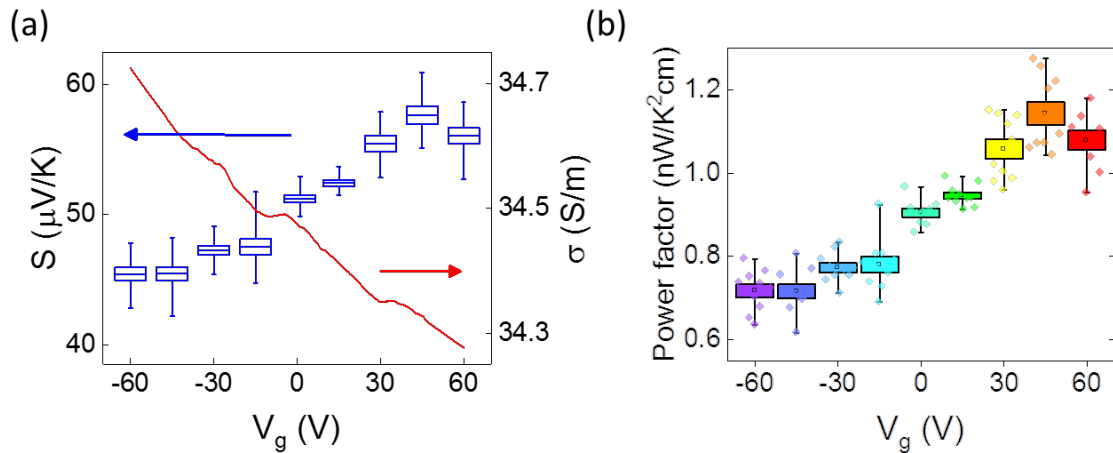 (a)
S (μV/K)
60
50
40
-60 -30 0 30 60
V_g (V)
34.7
34.5
34.3
σ (S/m)
(b)
Power factor (nW/K²cm)
1.2
1.0
0.8
0.6
-60 -30 0 30 60
V_g (V)